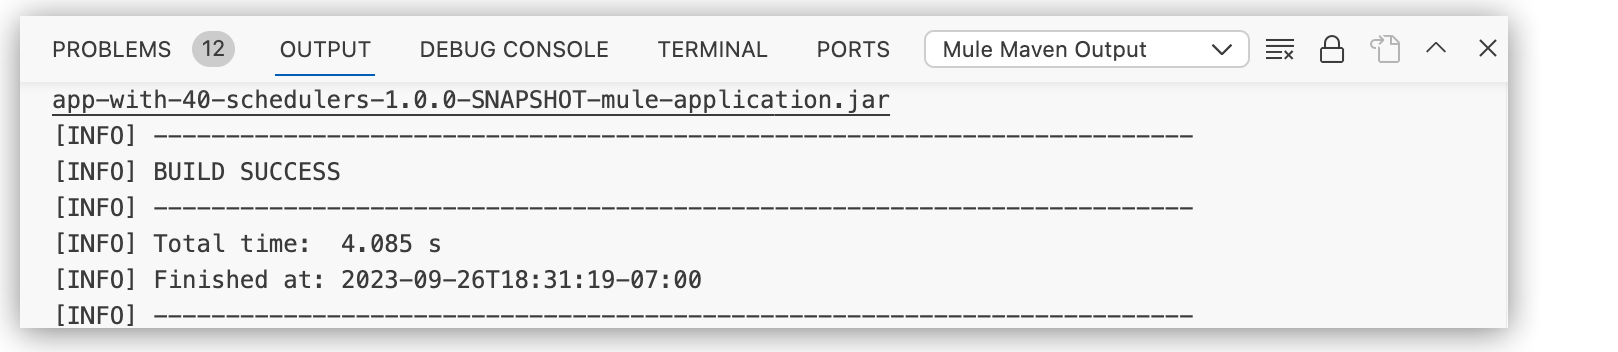 PROBLEMS 12 OUTPUT DEBUG CONSOLE TERMINAL PORTS Mule Maven Output
app-with-40-schedulers-1.0.0-SNAPSHOT-mule-application.jar
[INFO] ------------------------------------------------------------------------
[INFO] BUILD SUCCESS
[INFO] ------------------------------------------------------------------------
[INFO] Total time:  4.085 s
[INFO] Finished at: 2023-09-26T18:31:19-07:00
[INFO] ------------------------------------------------------------------------